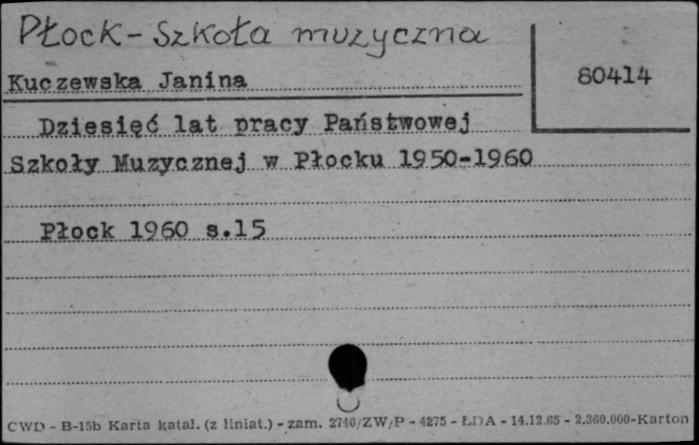 Płock - Szkoła muzyczna
Kuczewska Janina
80414
Dziesięć lat pracy Państwowej
Szkoły Muzycznej w Płocku 1950-1960
Płock 1960 s.15
CWD - B-15b Karta katal. (z liniat.) - zam. 2740/ZW/P - 4275 - ŁDA - 14.12.65 - 2.360.000-Karton